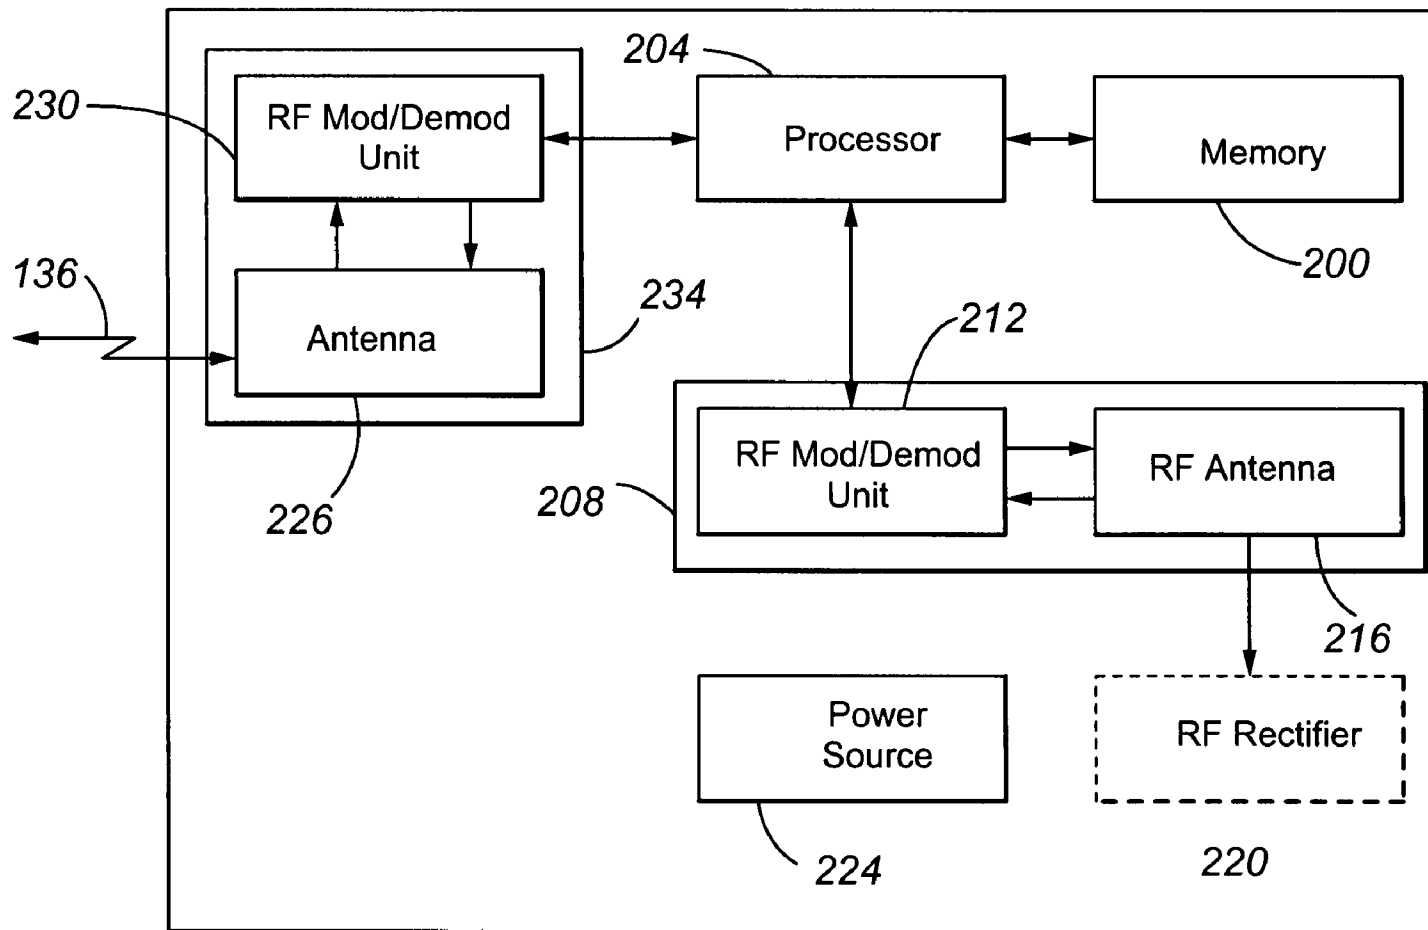 204
230
RF Mod/Demod
Unit
Processor
Memory
136
200
234
Antenna
212
226
208
RF Mod/Demod
Unit
RF Antenna
216
Power
Source
RF Rectifier
224
220